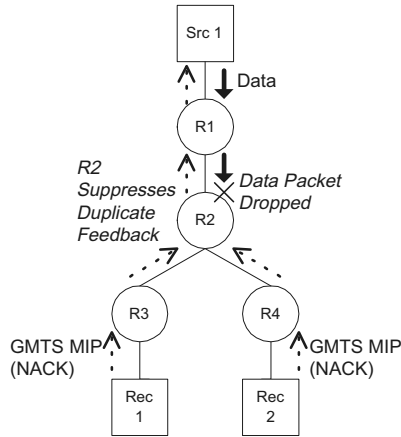 Src 1
Data
R1
R2
Suppresses
Duplicate
Feedback
Data Packet
Dropped
R2
R3
R4
GMTS MIP
(NACK)
GMTS MIP
(NACK)
Rec
1
Rec
2